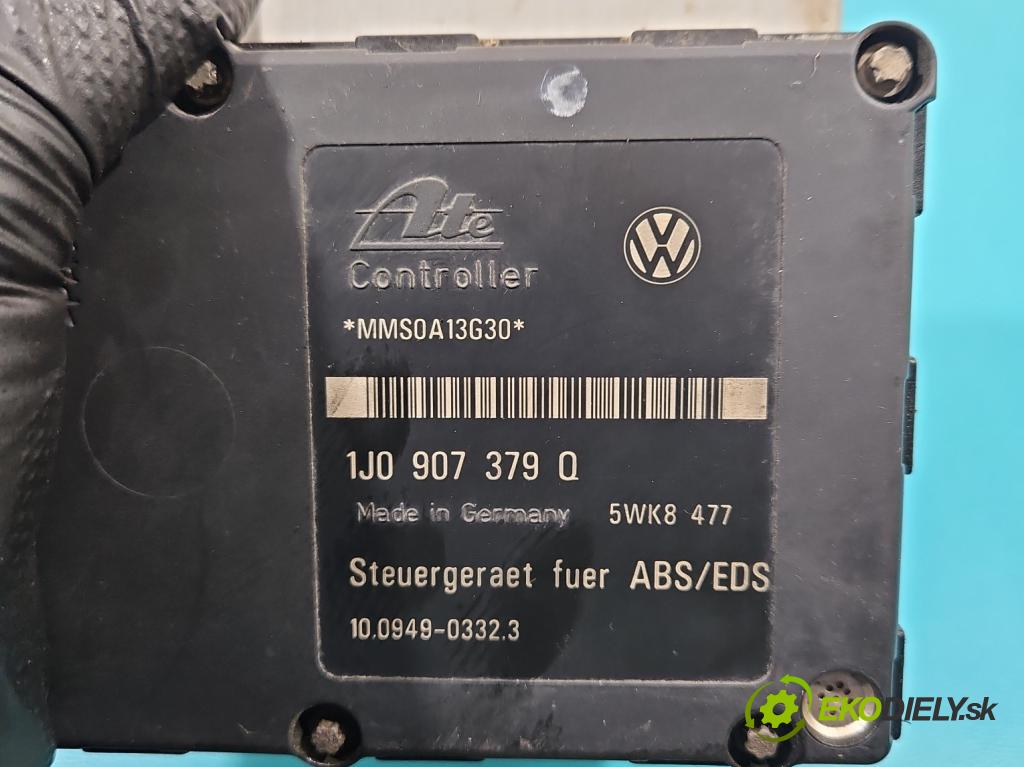 Ate
Controller
*MMS0A13G30*
1J0 907 379 Q
Made in Germany 5WK8 477
Steuergeraet fuer ABS/EDS
10.0949-0332.3
EKODIELY.sk